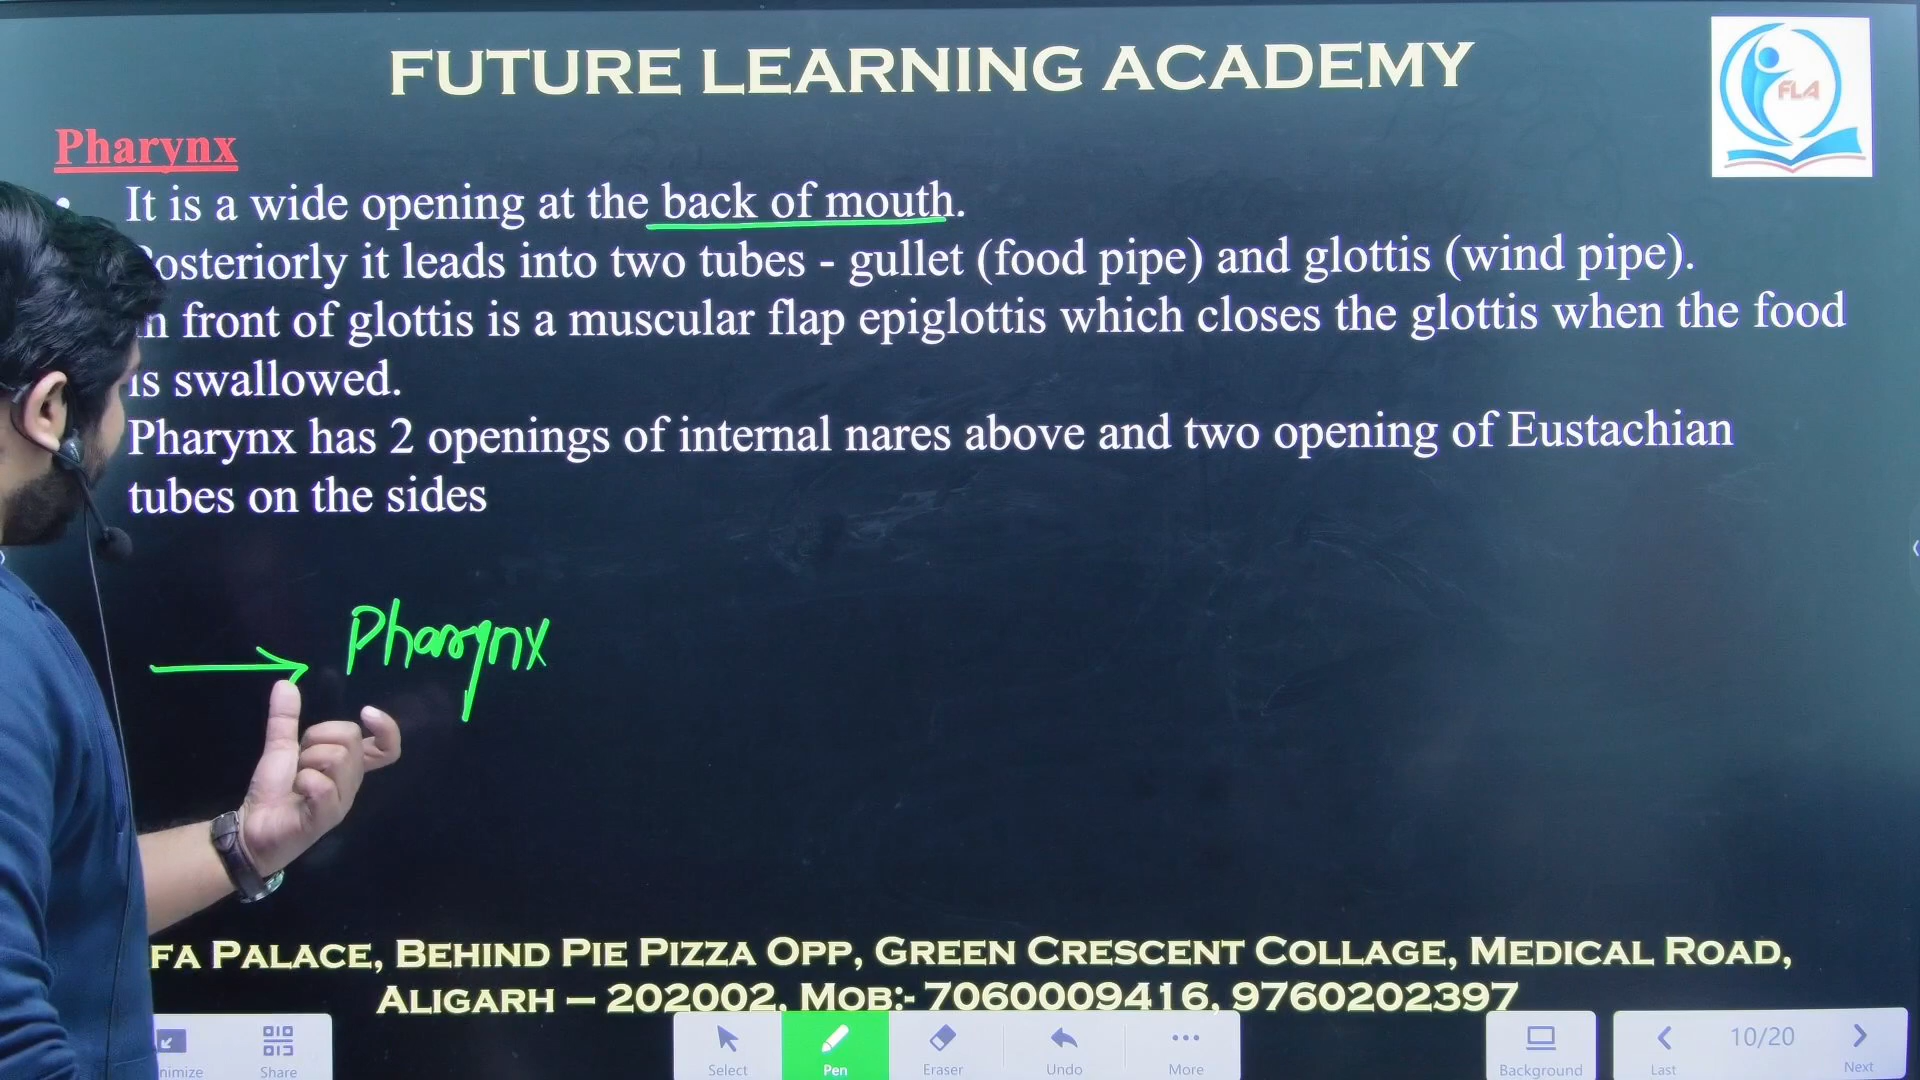 FUTURE LEARNING ACADEMY
FLA
Pharynx
• It is a wide opening at the back of mouth.
Posteriorly it leads into two tubes - gullet (food pipe) and glottis (wind pipe).
In front of glottis is a muscular flap epiglottis which closes the glottis when the food
is swallowed.
Pharynx has 2 openings of internal nares above and two opening of Eustachian
tubes on the sides
Pharynx
FA PALACE, BEHIND PIE PIZZA OPP, GREEN CRESCENT COLLAGE, MEDICAL ROAD,
ALIGARH – 202002, MOB:- 7060009416, 9760202397
nimize Share Select Pen Eraser Undo More Background Last 10/20 Next